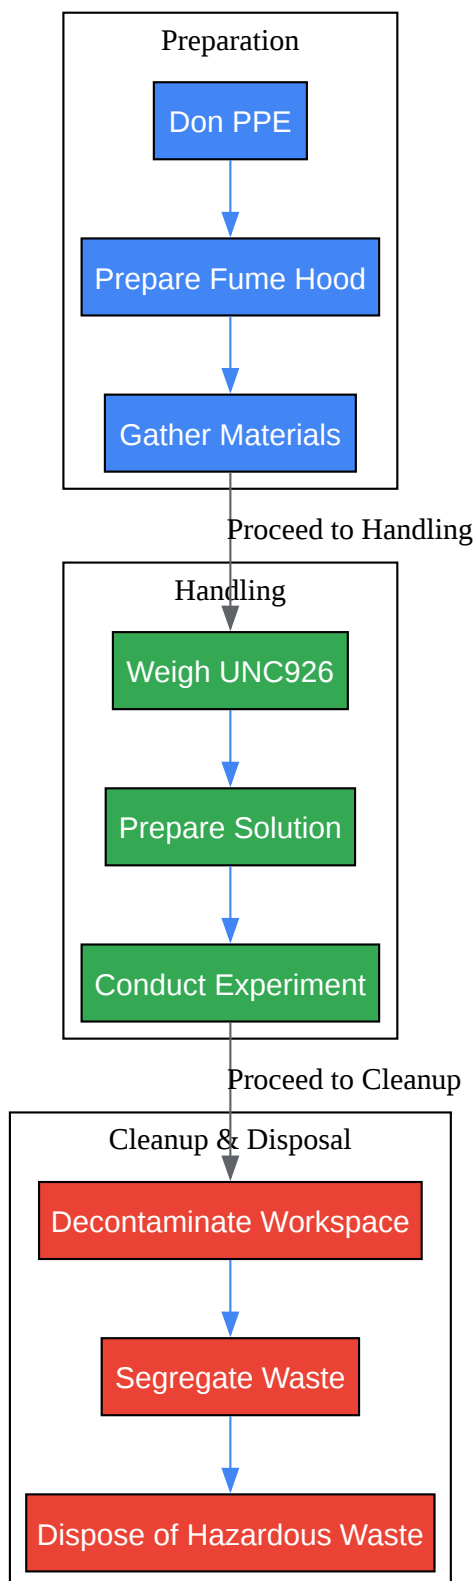 Preparation
Don PPE
Prepare Fume Hood
Gather Materials
Proceed to Handling
Handling
Weigh UNC926
Prepare Solution
Conduct Experiment
Proceed to Cleanup
Cleanup & Disposal
Decontaminate Workspace
Segregate Waste
Dispose of Hazardous Waste